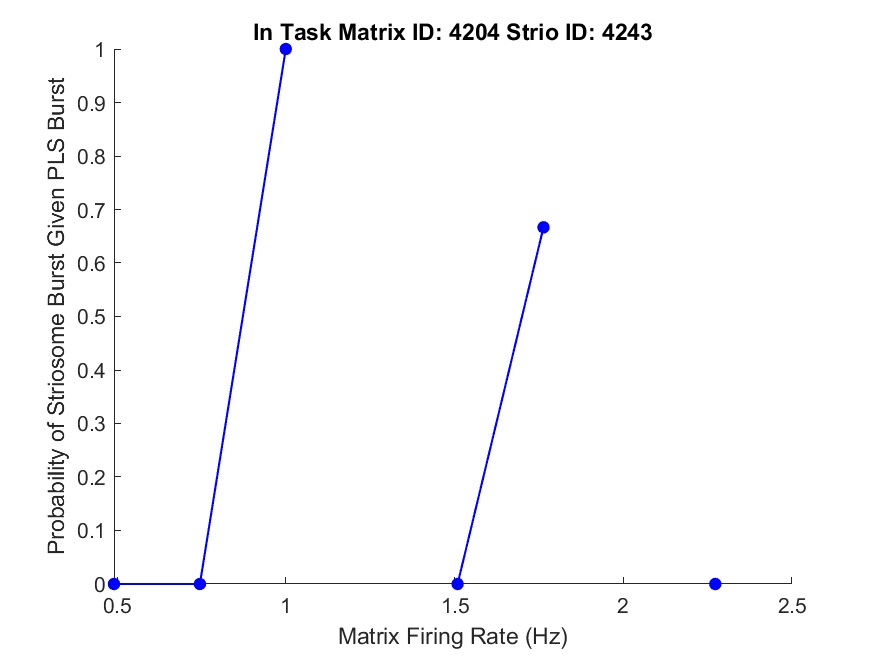 In Task Matrix ID: 4204 Strio ID: 4243
Probability of Striosome Burst Given PLS Burst
1
0.9
0.8
0.7
0.6
0.5
0.4
0.3
0.2
0.1
0
0.5 1 1.5 2 2.5
Matrix Firing Rate (Hz)